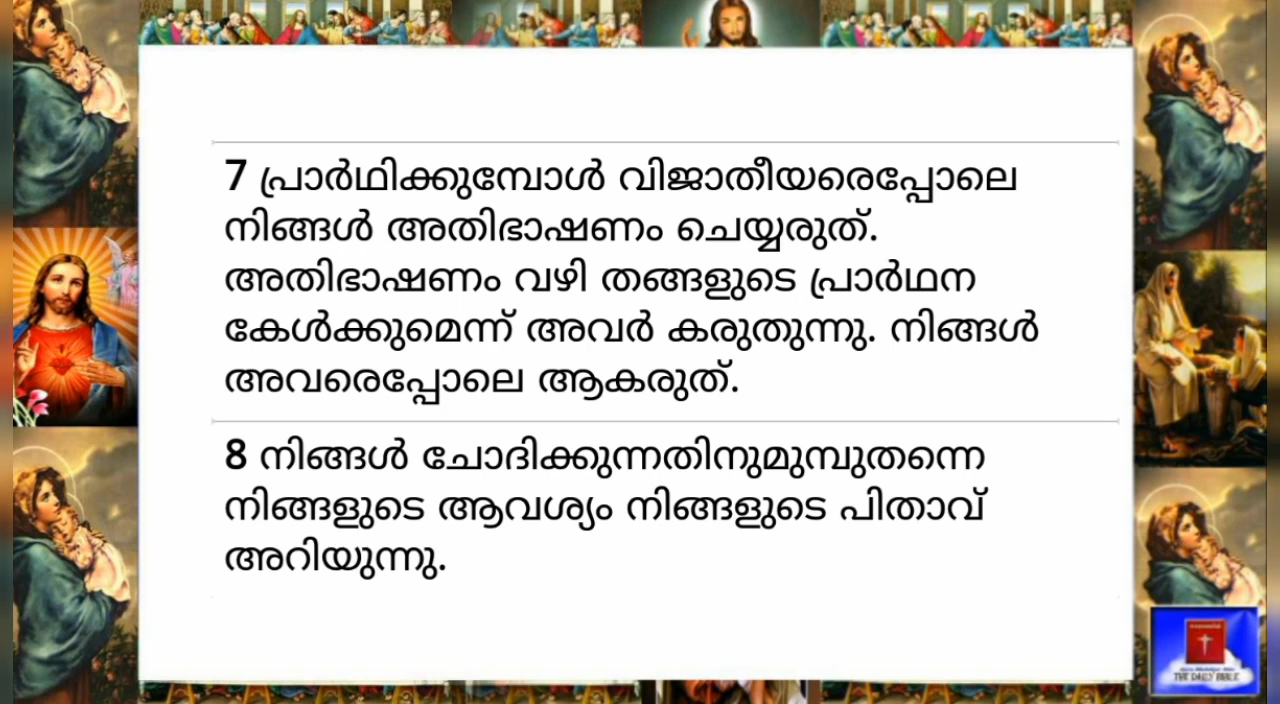 7 പ്രാർഥിക്കുമ്പോൾ വിജാതീയരെപ്പോലെ
നിങ്ങൾ അതിഭാഷണം ചെയ്യരുത്.
അതിഭാഷണം വഴി തങ്ങളുടെ പ്രാർഥന
കേൾക്കുമെന്ന് അവർ കരുതുന്നു. നിങ്ങൾ
അവരെപ്പോലെ ആകരുത്.
8 നിങ്ങൾ ചോദിക്കുന്നതിനുമുമ്പുതന്നെ
നിങ്ങളുടെ ആവശ്യം നിങ്ങളുടെ പിതാവ്
അറിയുന്നു.
THE DAILY BIBLE